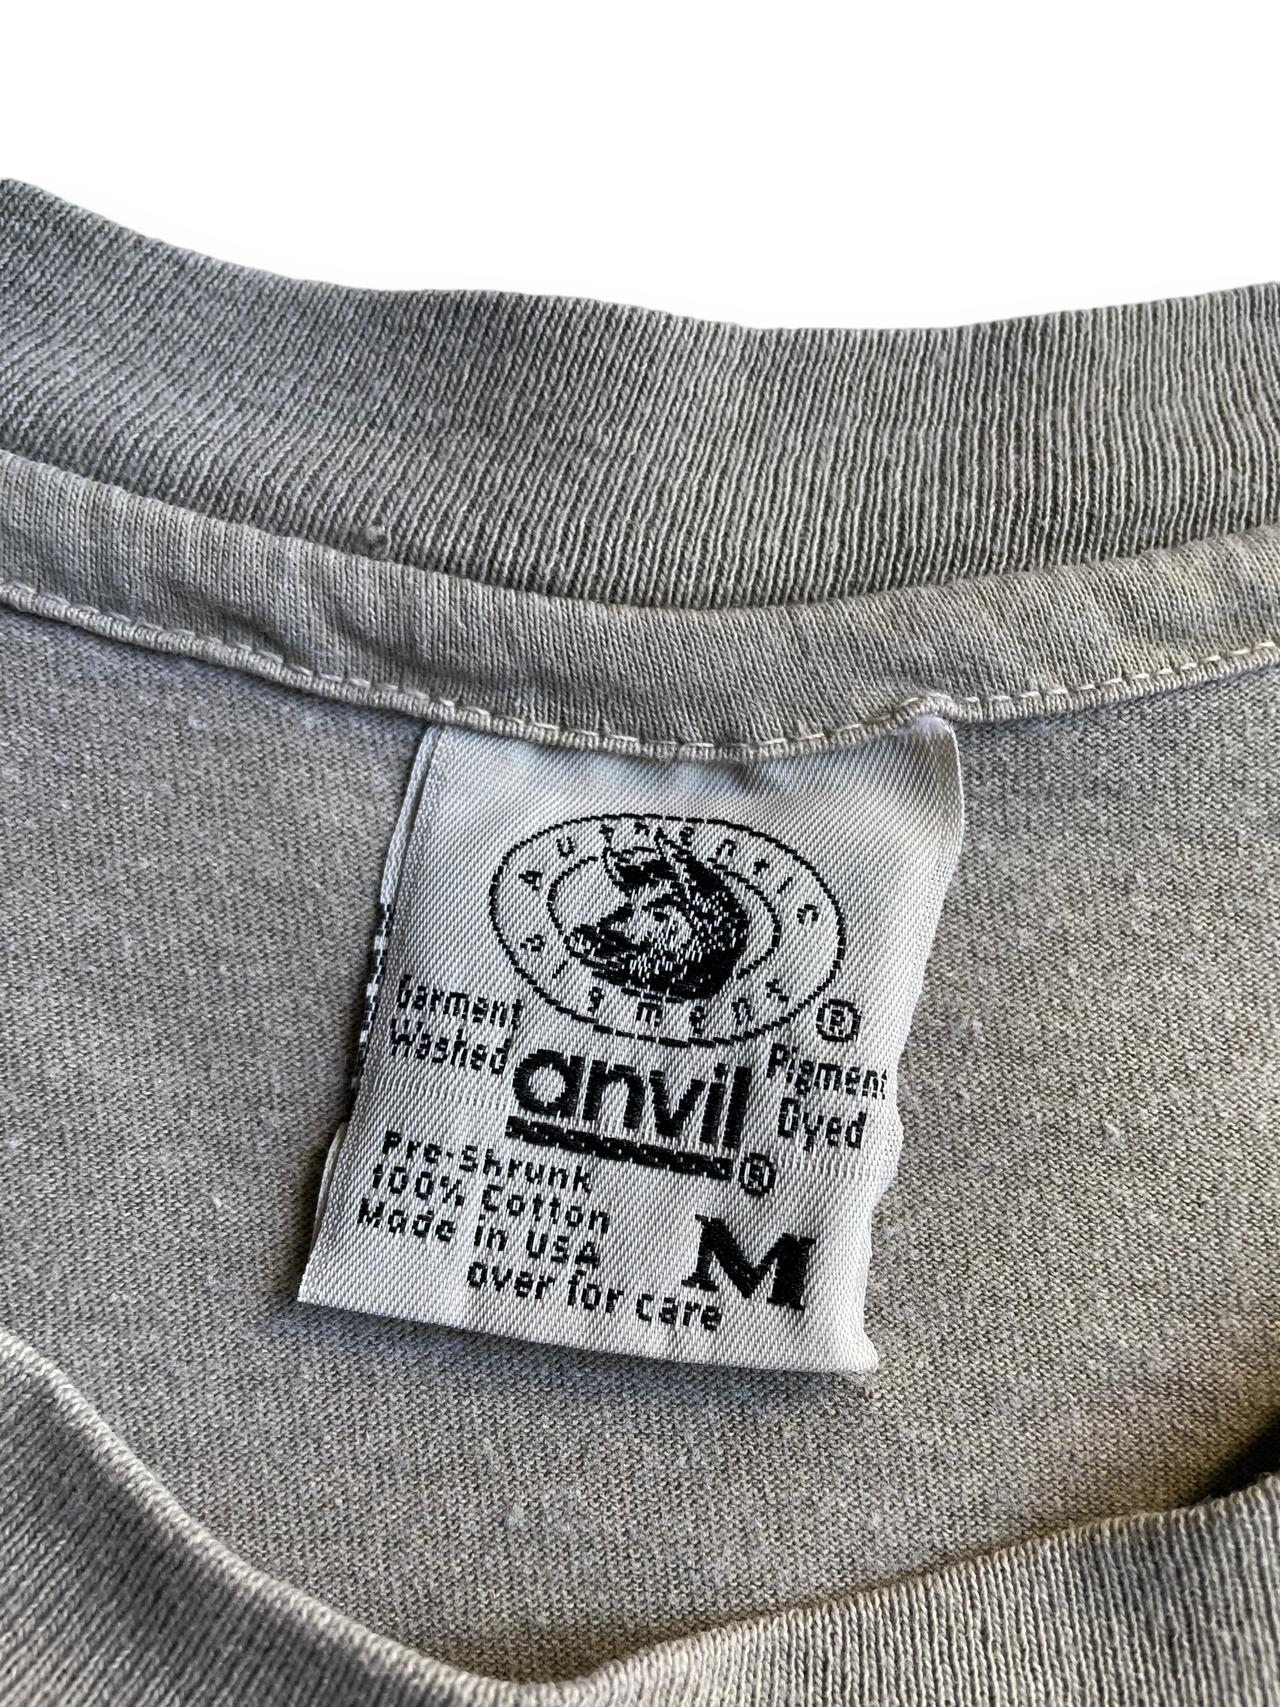 Authentic
Pigment
®
Garment
Washed
anvil
®
Pigment
Dyed
Pre-Shrunk
100% Cotton
Made in USA
over for care
M